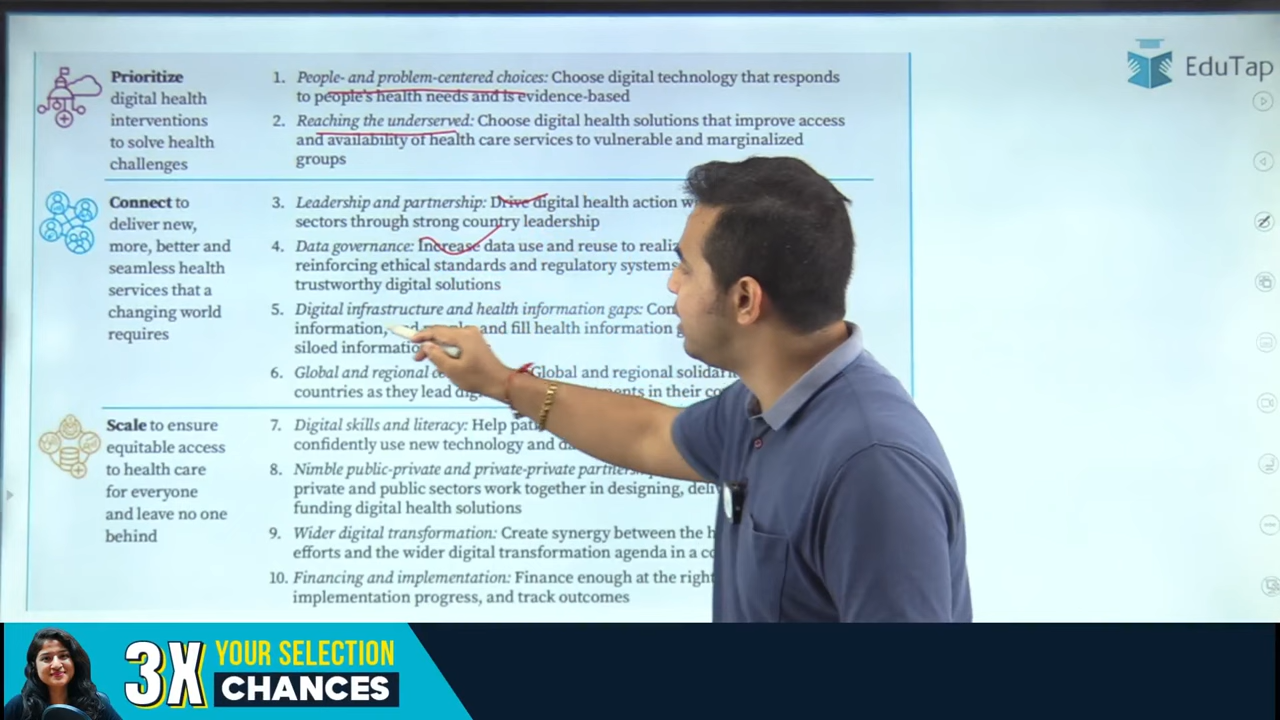 EduTap
Prioritize
digital health
interventions
to solve health
challenges
1. People- and problem-centered choices: Choose digital technology that responds
to people's health needs and is evidence-based
2. Reaching the underserved: Choose digital health solutions that improve access
and availability of health care services to vulnerable and marginalized
groups
Connect to
deliver new,
more, better and
seamless health
services that a
changing world
requires
3. Leadership and partnership: Drive digital health action
sectors through strong country leadership
4. Data governance: Increase data use and reuse to
reinforcing ethical standards and regulatory systems
trustworthy digital solutions
5. Digital infrastructure and health information gaps:
information, and and fill health information
siloed
6. Global and regional Global and regional
countries as they lead in their
Scale to ensure
equitable access
to health care
for everyone
and leave no one
behind
7. Digital skills and literacy: Help
confidently use new technology and
8. Nimble public-private and private-private
private and public sectors work together in designing,
funding digital health solutions
9. Wider digital transformation: Create synergy between the
efforts and the wider digital transformation agenda in a
10. Financing and implementation: Finance enough at the right
implementation progress, and track outcomes
3X YOUR SELECTION
CHANCES